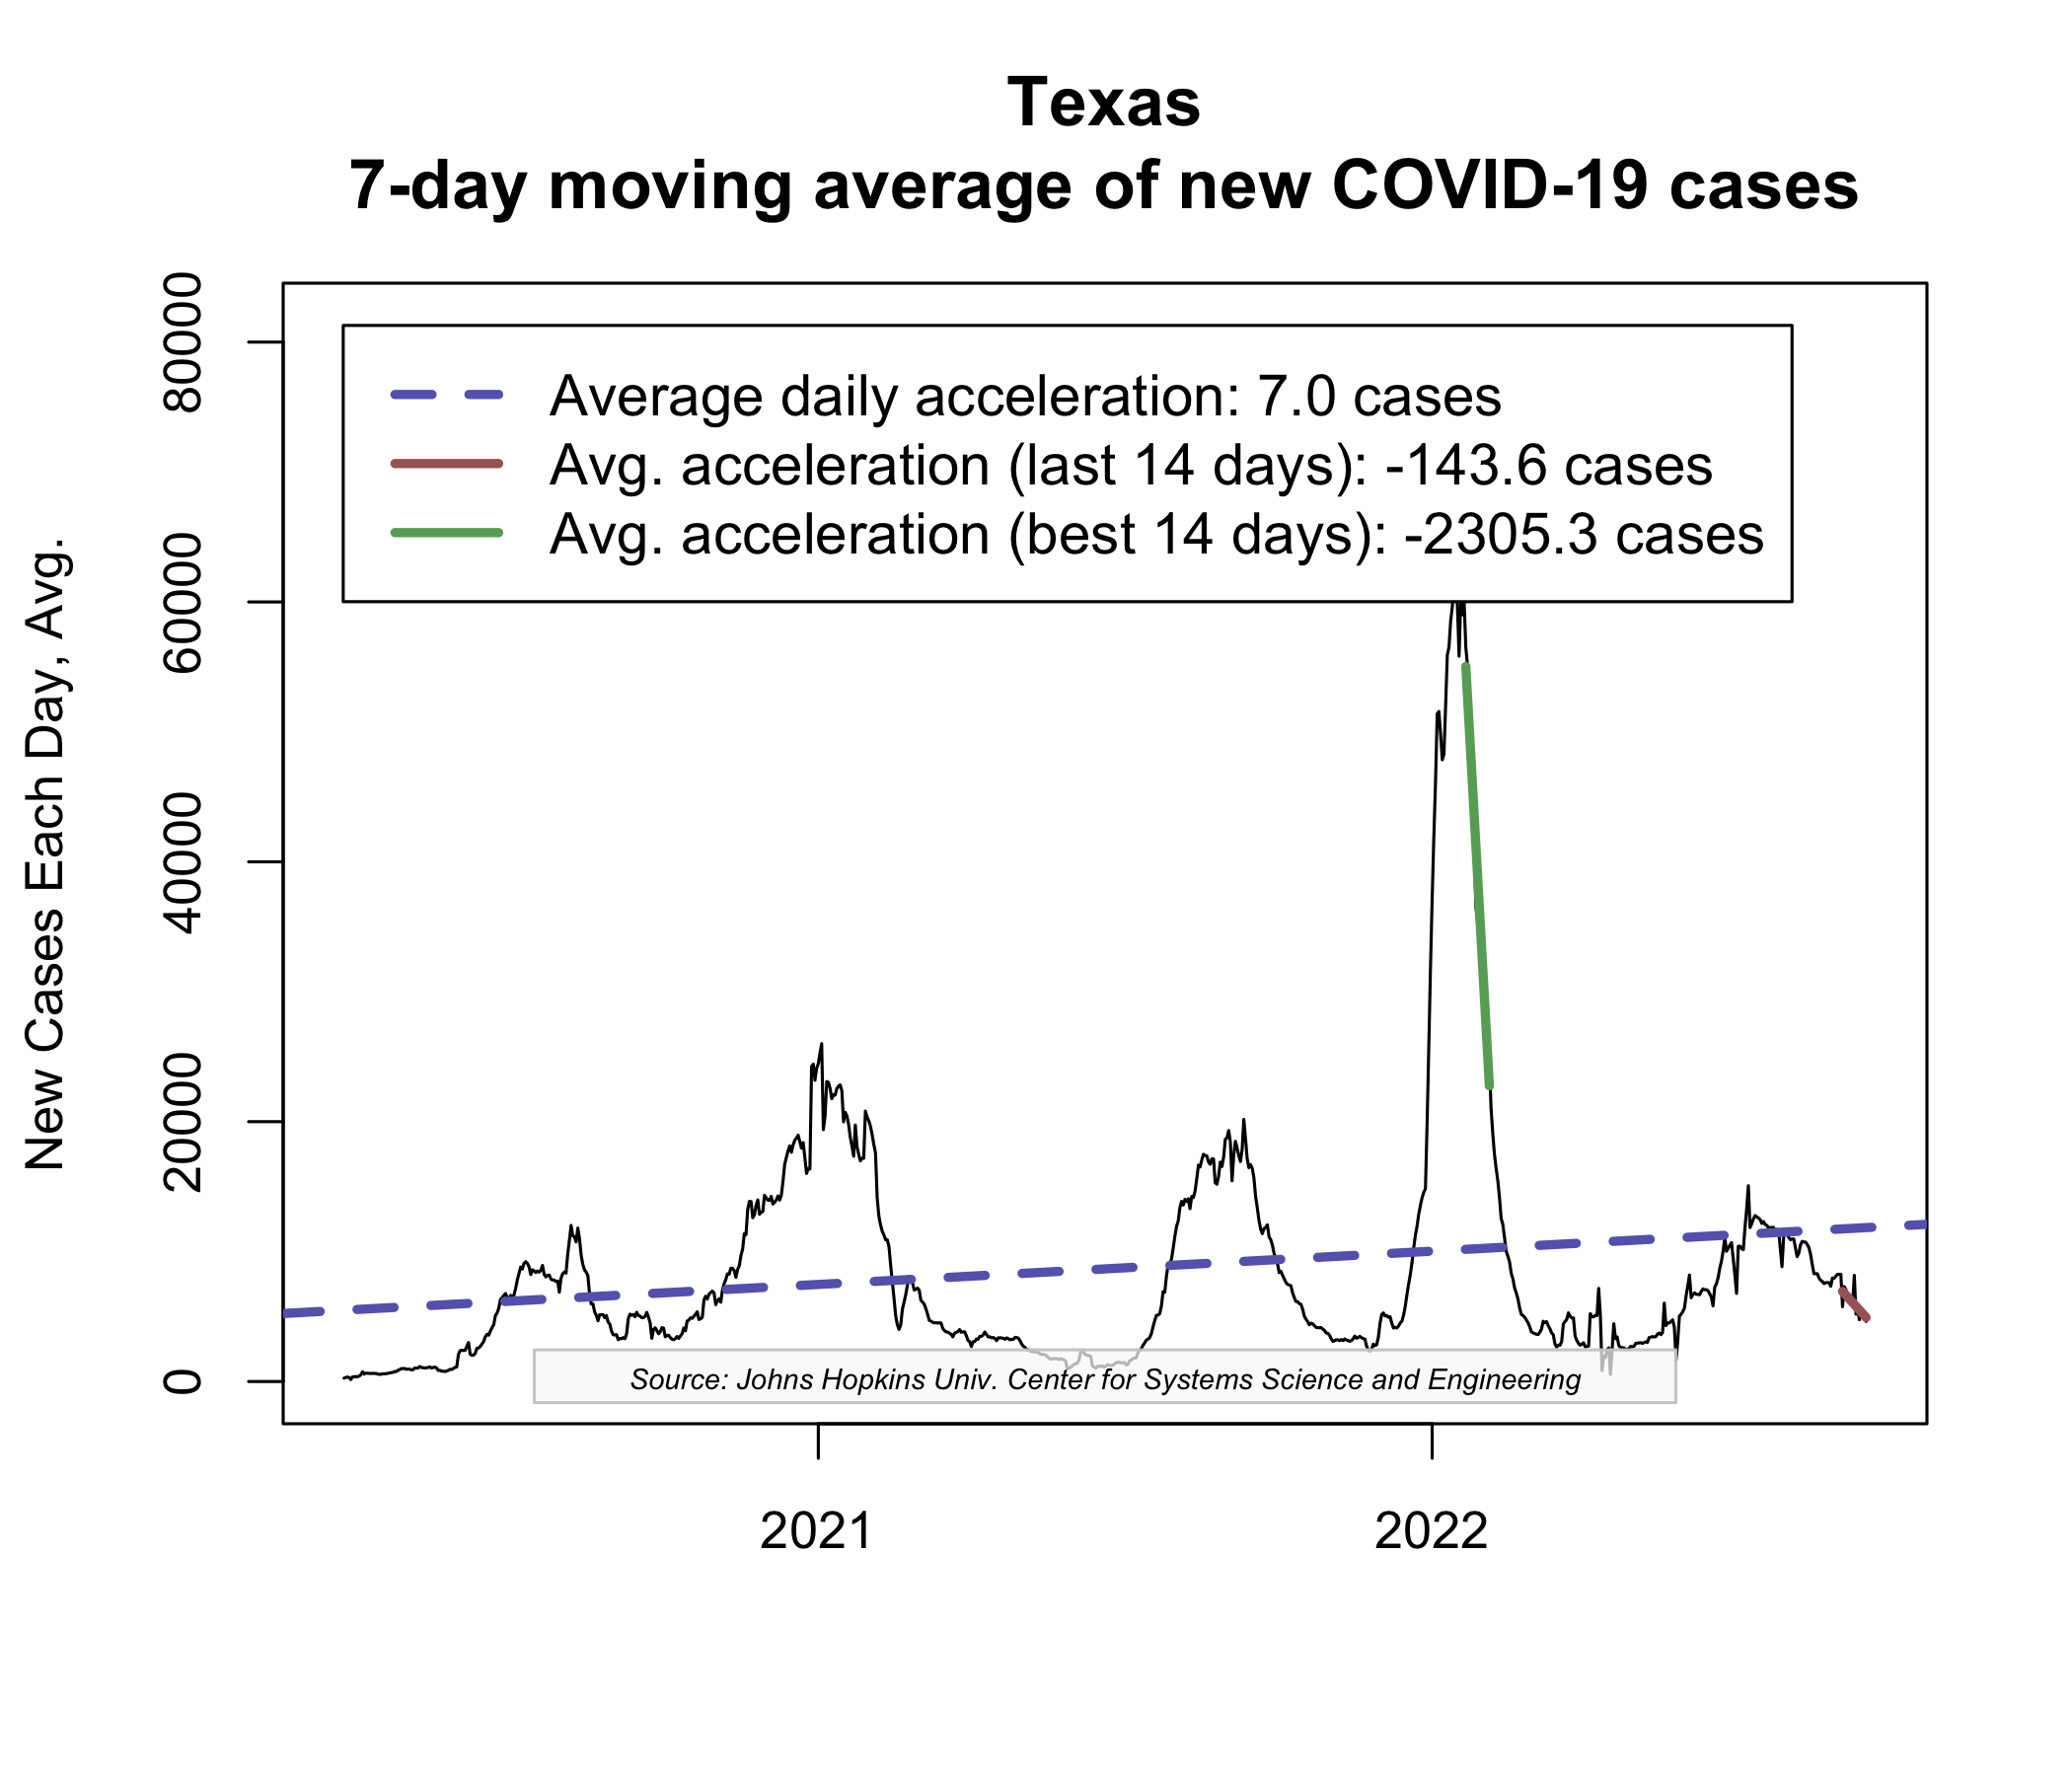 Texas
7-day moving average of new COVID-19 cases
New Cases Each Day, Avg.
80000
60000
40000
20000
0
Average daily acceleration: 7.0 cases
Avg. acceleration (last 14 days): -143.6 cases
Avg. acceleration (best 14 days): -2305.3 cases
Source: Johns Hopkins Univ. Center for Systems Science and Engineering
2021
2022